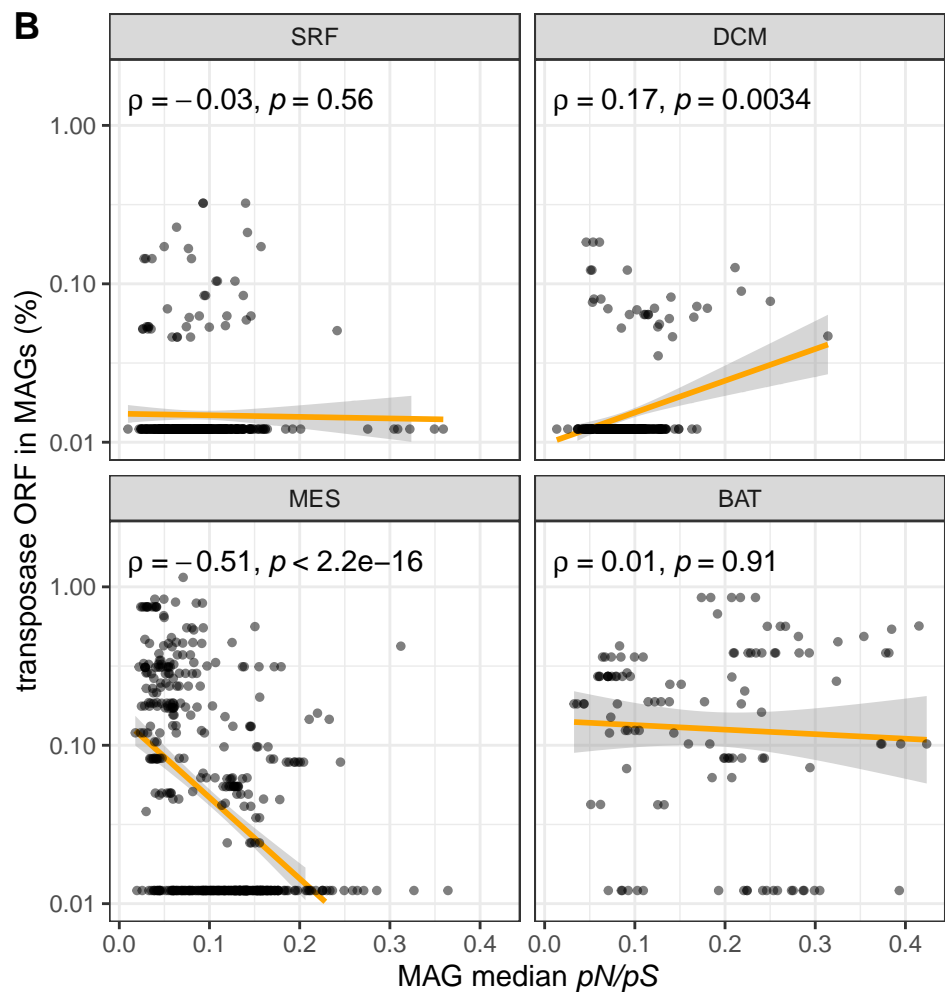 B
SRF
DCM
ρ = −0.03, p = 0.56
ρ = 0.17, p = 0.0034
1.00
0.10
0.01
transposase ORF in MAGs (%)
MES
BAT
ρ = −0.51, p < 2.2e−16
ρ = 0.01, p = 0.91
1.00
0.10
0.01
0.0 0.1 0.2 0.3 0.4
0.0 0.1 0.2 0.3 0.4
MAG median pN/pS